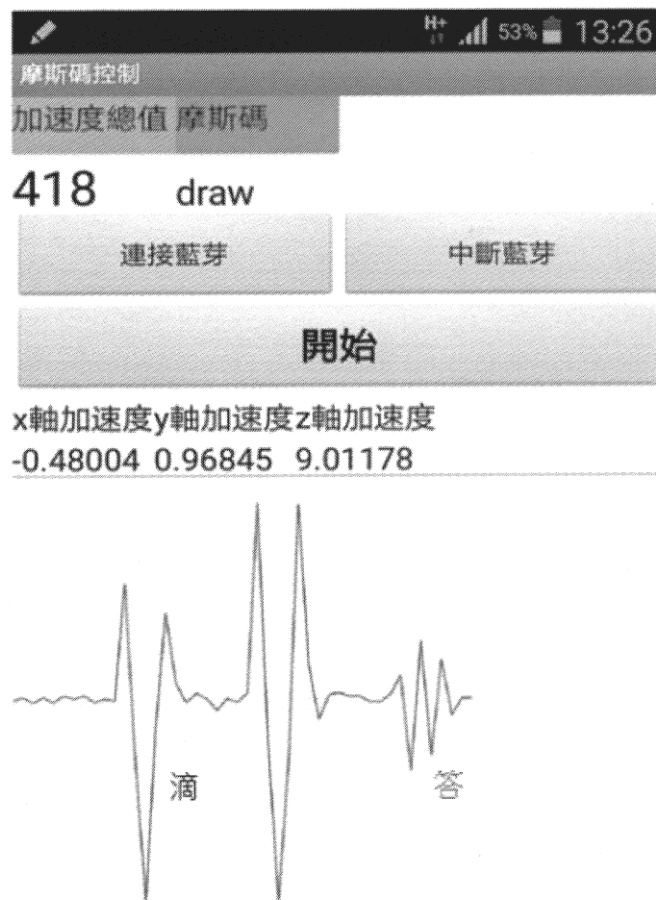 H+ 53% 13:26
摩斯碼控制
加速度總值 摩斯碼
418 draw
連接藍芽 中斷藍芽
開始
x軸加速度y軸加速度z軸加速度
-0.48004 0.96845 9.01178
滴 答